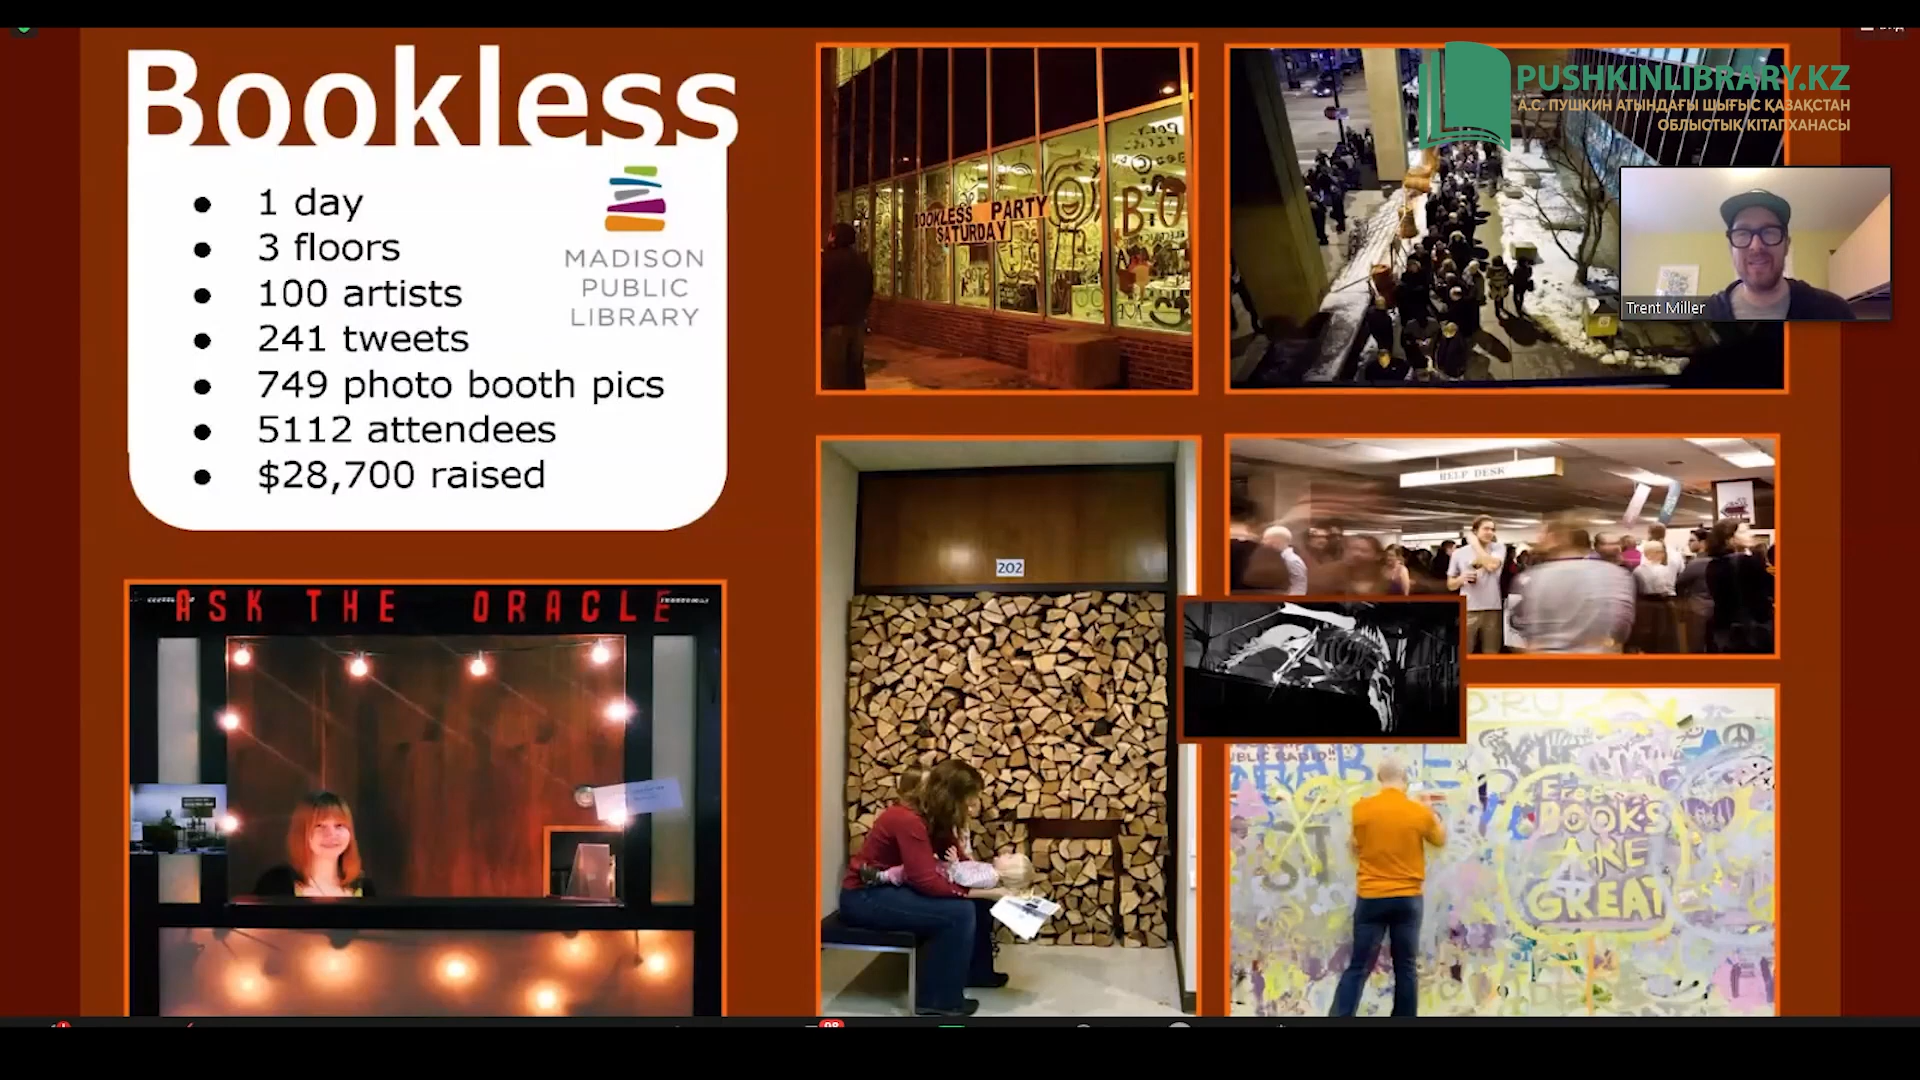 Bookless
1 day
3 floors
100 artists
241 tweets
749 photo booth pics
5112 attendees
$28,700 raised
MADISON
PUBLIC
LIBRARY
BOOKLESS PARTY
SATURDAY
PUSHKINLIBRARY.KZ
А.С. ПУШКИН АТЫНДАҒЫ ШЫҒЫС ҚАЗАҚСТАН
ОБЛЫСТЫҚ КІТАПХАНАСЫ
Trent Miller
ASK THE ORACLE
202
HELP DESK
Free
BOOKS
ARE
GREAT